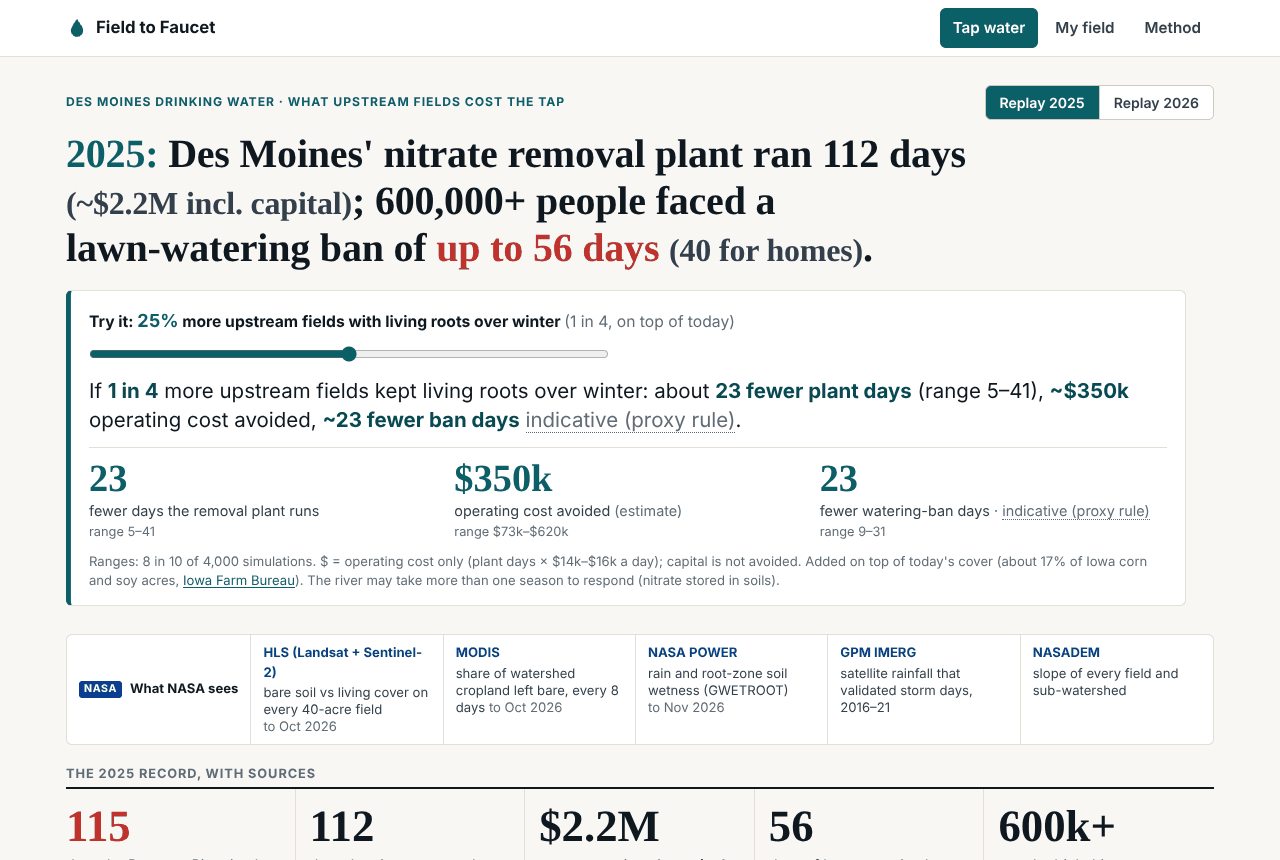 Field to Faucet
Tap water
My field
Method
DES MOINES DRINKING WATER · WHAT UPSTREAM FIELDS COST THE TAP
Replay 2025
Replay 2026
2025: Des Moines' nitrate removal plant ran 112 days
(~$2.2M incl. capital); 600,000+ people faced a
lawn-watering ban of up to 56 days (40 for homes).
Try it: 25% more upstream fields with living roots over winter (1 in 4, on top of today)
If 1 in 4 more upstream fields kept living roots over winter: about 23 fewer plant days (range 5–41), ~$350k
operating cost avoided, ~23 fewer ban days indicative (proxy rule).
23
fewer days the removal plant runs
range 5–41
$350k
operating cost avoided (estimate)
range $73k–$620k
23
fewer watering-ban days · indicative (proxy rule)
range 9–31
Ranges: 8 in 10 of 4,000 simulations. $ = operating cost only (plant days × $14k–$16k a day); capital is not avoided. Added on top of today's cover (about 17% of Iowa corn
and soy acres, Iowa Farm Bureau). The river may take more than one season to respond (nitrate stored in soils).
NASA What NASA sees
HLS (Landsat + Sentinel-
2)
bare soil vs living cover on
every 40-acre field
to Oct 2026
MODIS
share of watershed
cropland left bare, every 8
days to Oct 2026
NASA POWER
rain and root-zone soil
wetness (GWETROOT)
to Nov 2026
GPM IMERG
satellite rainfall that
validated storm days,
2016–21
NASADEM
slope of every field and
sub-watershed
THE 2025 RECORD, WITH SOURCES
115
112
$2.2M
56
600k+